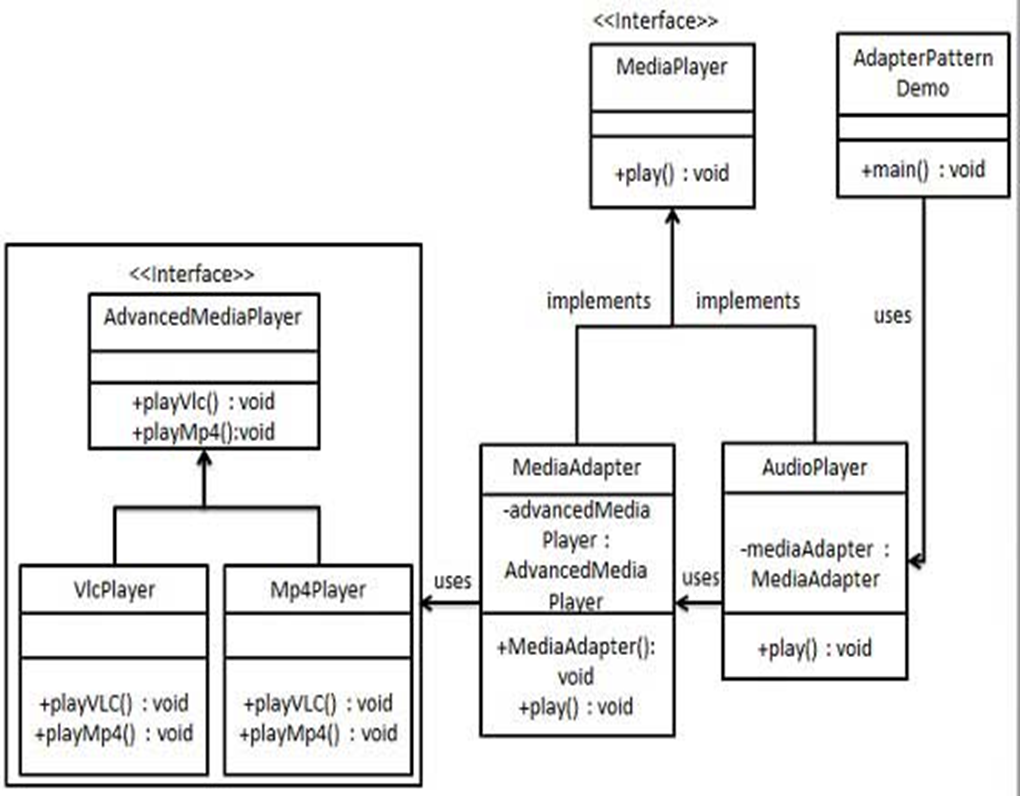 <<Interface>>
MediaPlayer
+play() : void
AdapterPattern
Demo
+main() : void
implements
implements
uses
<<Interface>>
AdvancedMediaPlayer
+playVlc() : void
+playMp4():void
VlcPlayer
+playVLC() : void
+playMp4() : void
Mp4Player
+playVLC() : void
+playMp4() : void
uses
MediaAdapter
-advancedMedia
Player :
AdvancedMedia
Player
+MediaAdapter():
void
+play() : void
uses
AudioPlayer
-mediaAdapter :
MediaAdapter
+play() : void